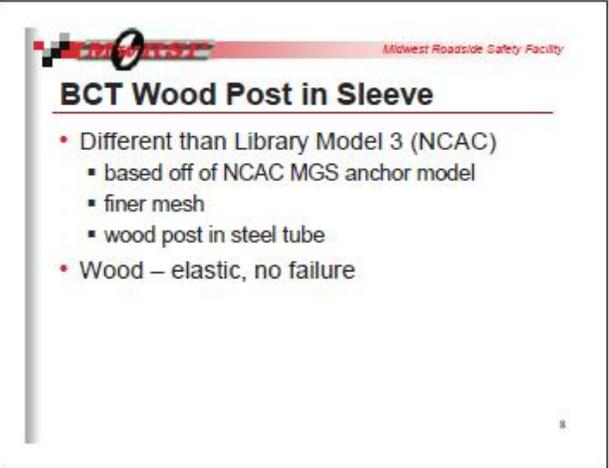 MwRSF
Midwest Roadside Safety Facility
BCT Wood Post in Sleeve
• Different than Library Model 3 (NCAC)
▪ based off of NCAC MGS anchor model
▪ finer mesh
▪ wood post in steel tube
• Wood – elastic, no failure
8